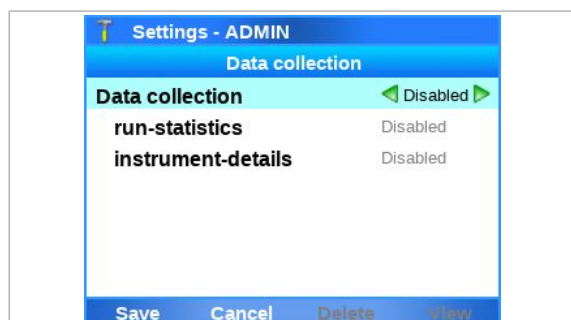 Settings - ADMIN
Data collection
Data collection Disabled
run-statistics Disabled
instrument-details Disabled
Save Cancel Delete View